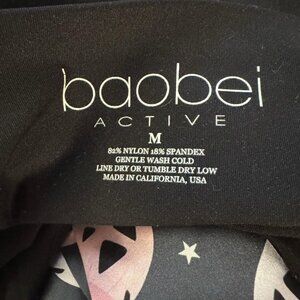 baobei
ACTIVE
M
82% NYLON 18% SPANDEX
GENTLE WASH COLD
LINE DRY OR TUMBLE DRY LOW
MADE IN CALIFORNIA, USA